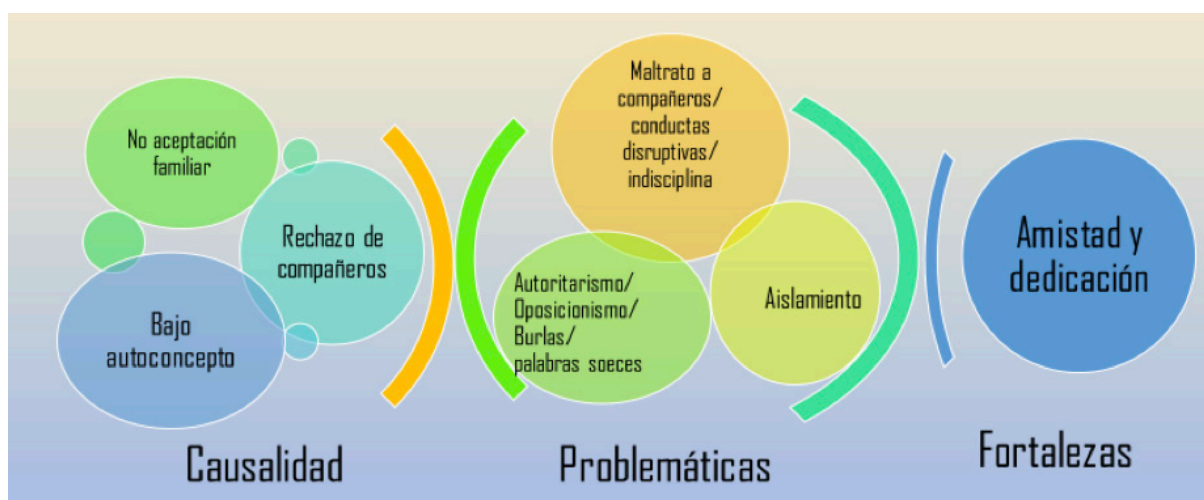 No aceptación
familiar
Rechazo de
compañeros
Bajo
autoconcepto
Causalidad
Maltrato a
compañeros/
conductas
disruptivas/
indisciplina
Autoritarismo/
Oposicionismo/
Burlas/
palabras soeces
Aislamiento
Problemáticas
Amistad y
dedicación
Fortalezas